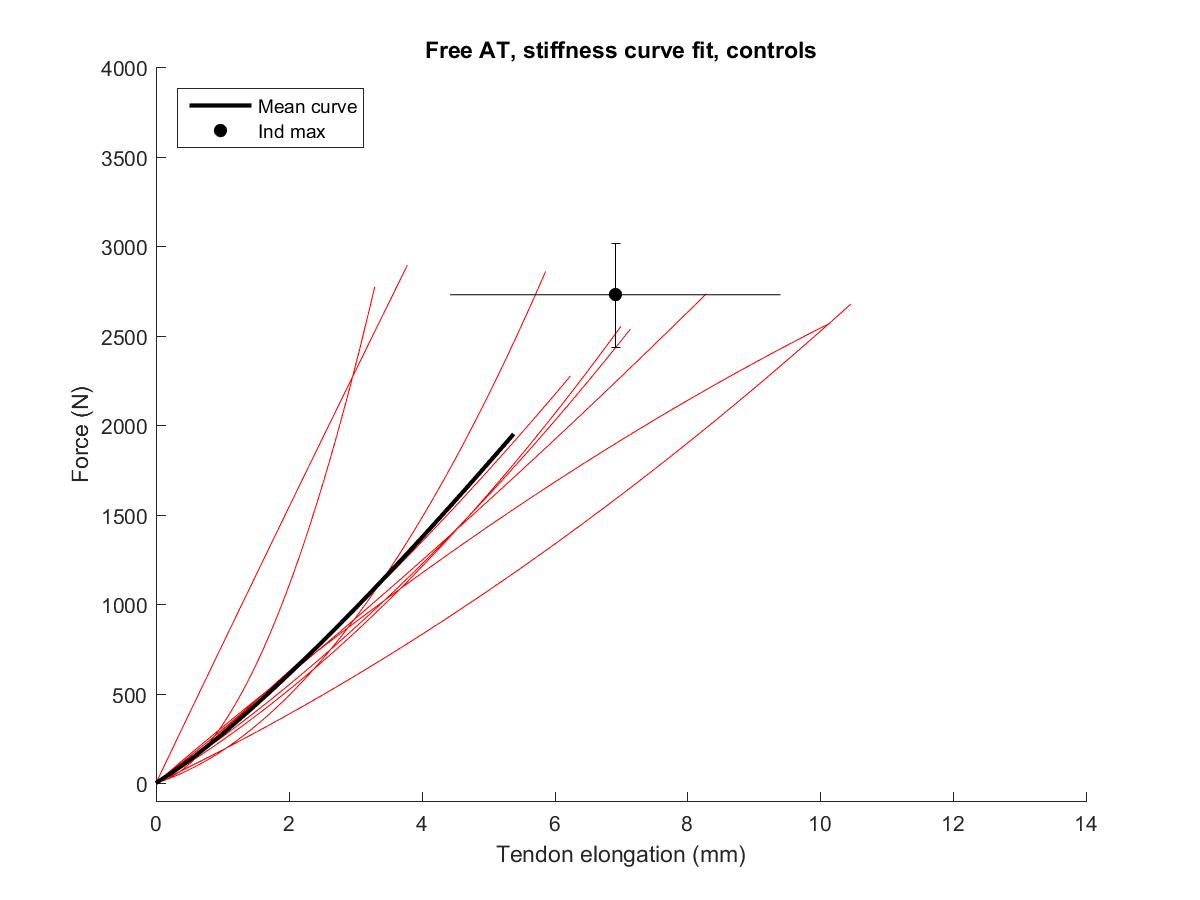 Free AT, stiffness curve fit, controls
4000
Mean curve
Ind max
3500
3000
2500
2000
1500
1000
500
0
Force (N)
0 2 4 6 8 10 12 14
Tendon elongation (mm)